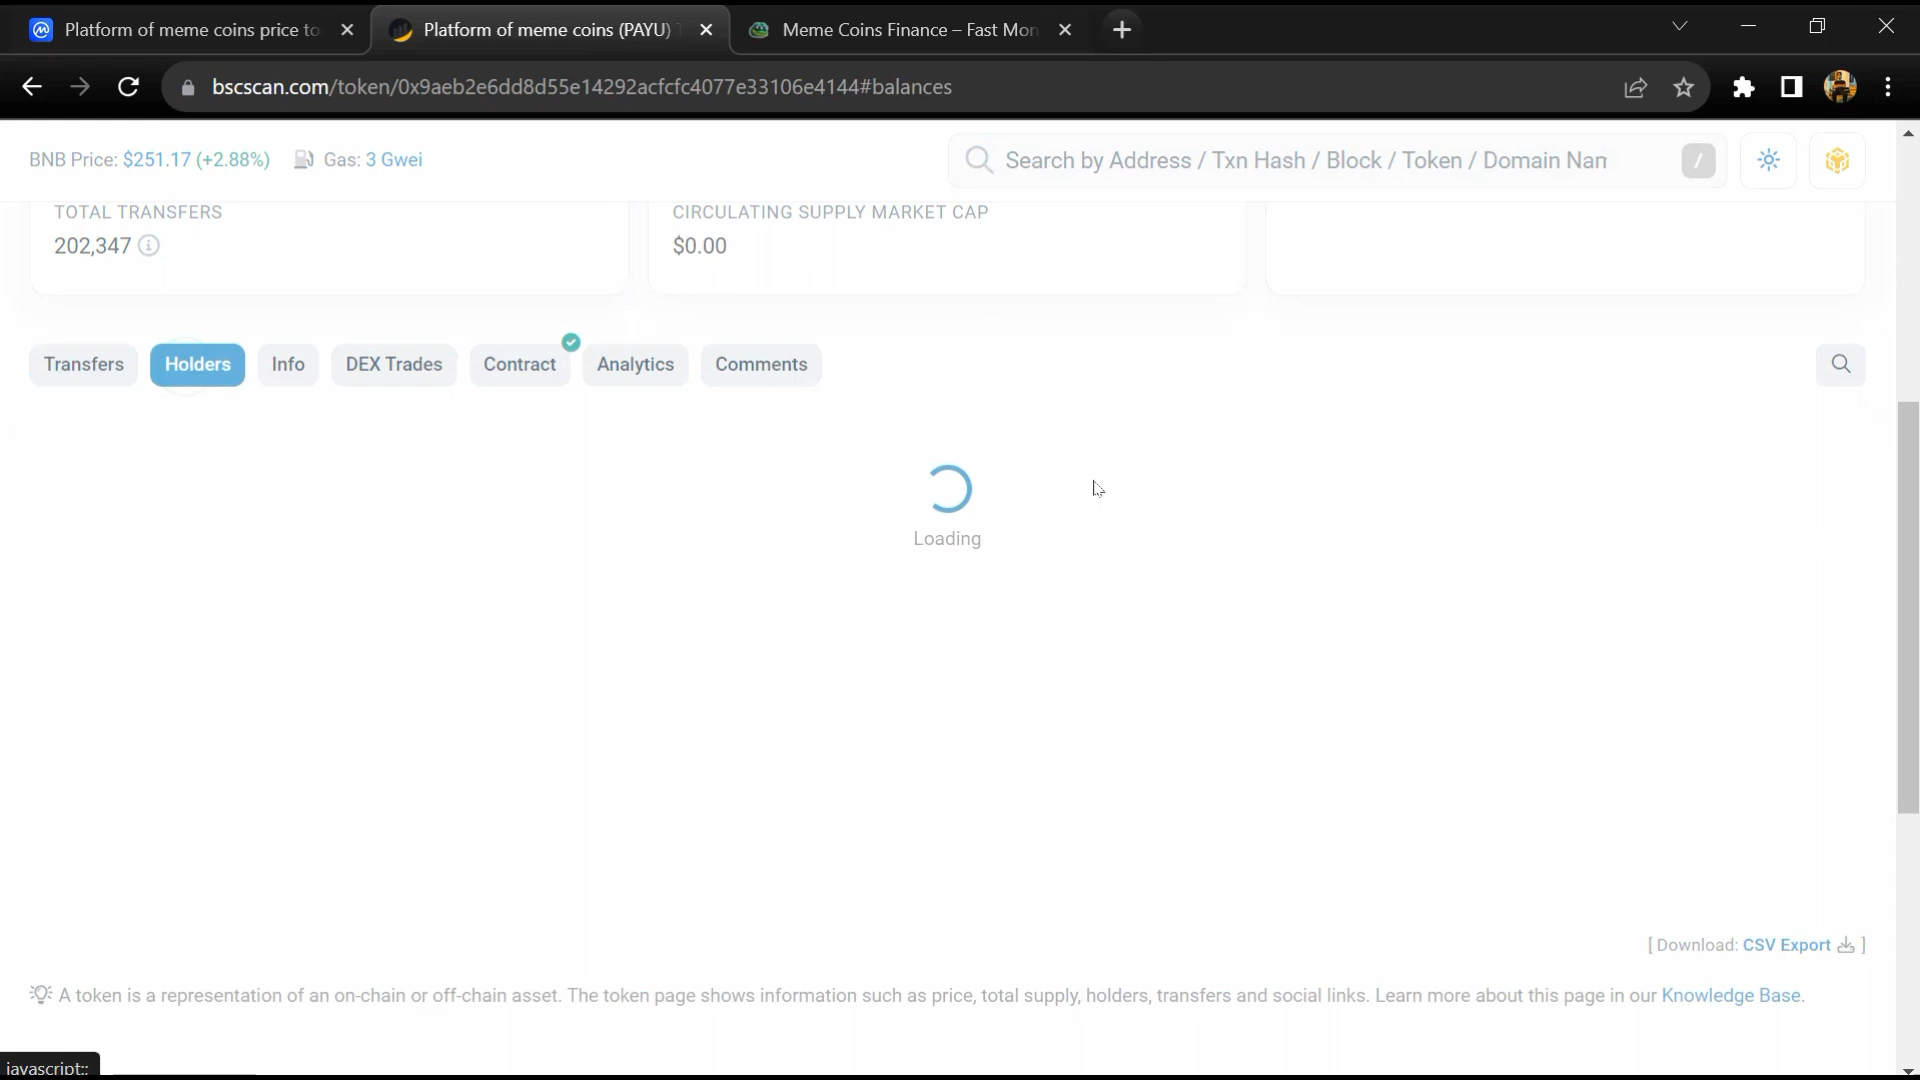 Platform of meme coins price to
Platform of meme coins (PAYU) T
Meme Coins Finance – Fast Mon
bscscan.com/token/0x9aeb2e6dd8d55e14292acfcfc4077e33106e4144#balances
BNB Price: $251.17 (+2.88%) Gas: 3 Gwei
Search by Address / Txn Hash / Block / Token / Domain Nam
/
TOTAL TRANSFERS
202,347
CIRCULATING SUPPLY MARKET CAP
$0.00
Transfers Holders Info DEX Trades Contract Analytics Comments
Loading
[ Download: CSV Export ]
A token is a representation of an on-chain or off-chain asset. The token page shows information such as price, total supply, holders, transfers and social links. Learn more about this page in our Knowledge Base.
javascript:;